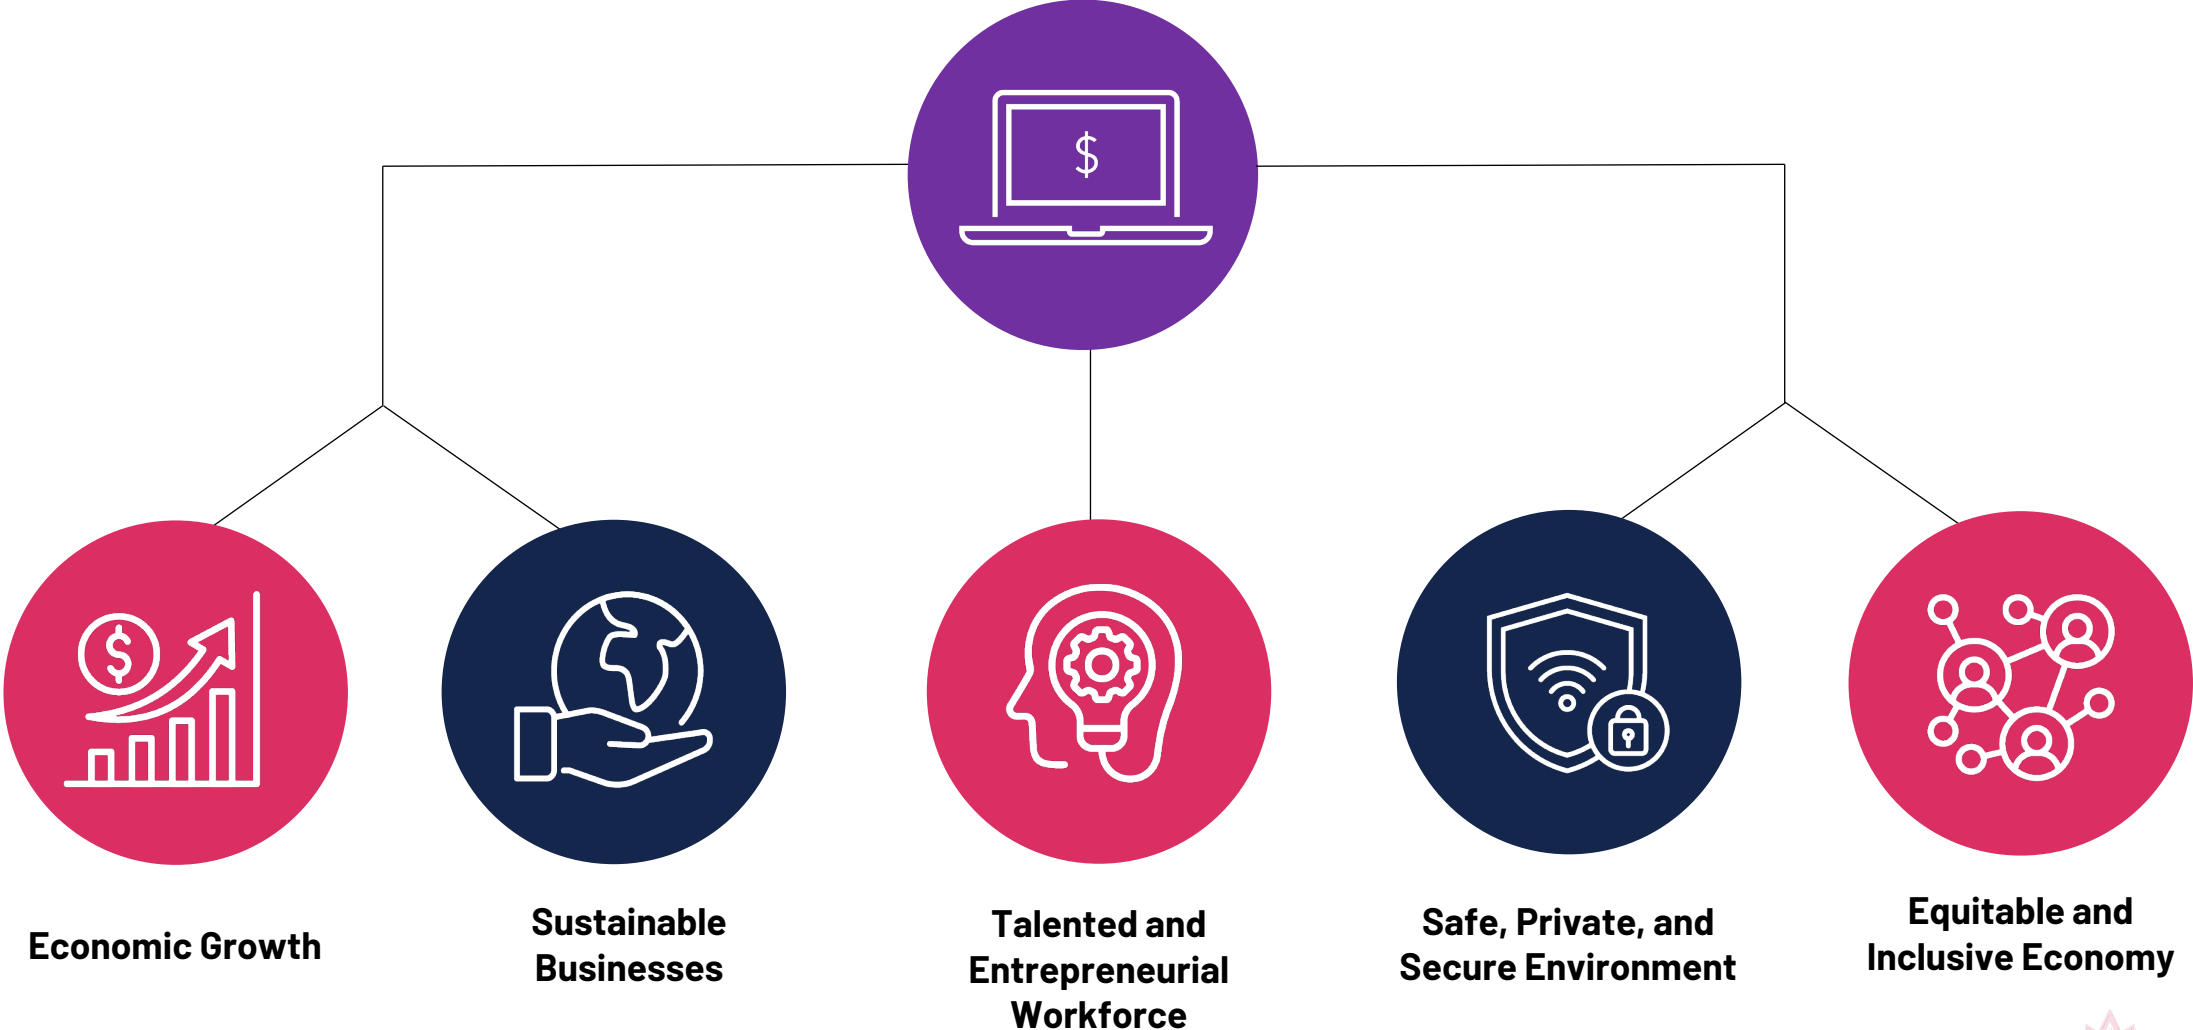 $
$
Economic Growth
Sustainable
Businesses
Talented and
Entrepreneurial
Workforce
Safe, Private, and
Secure Environment
Equitable and
Inclusive Economy